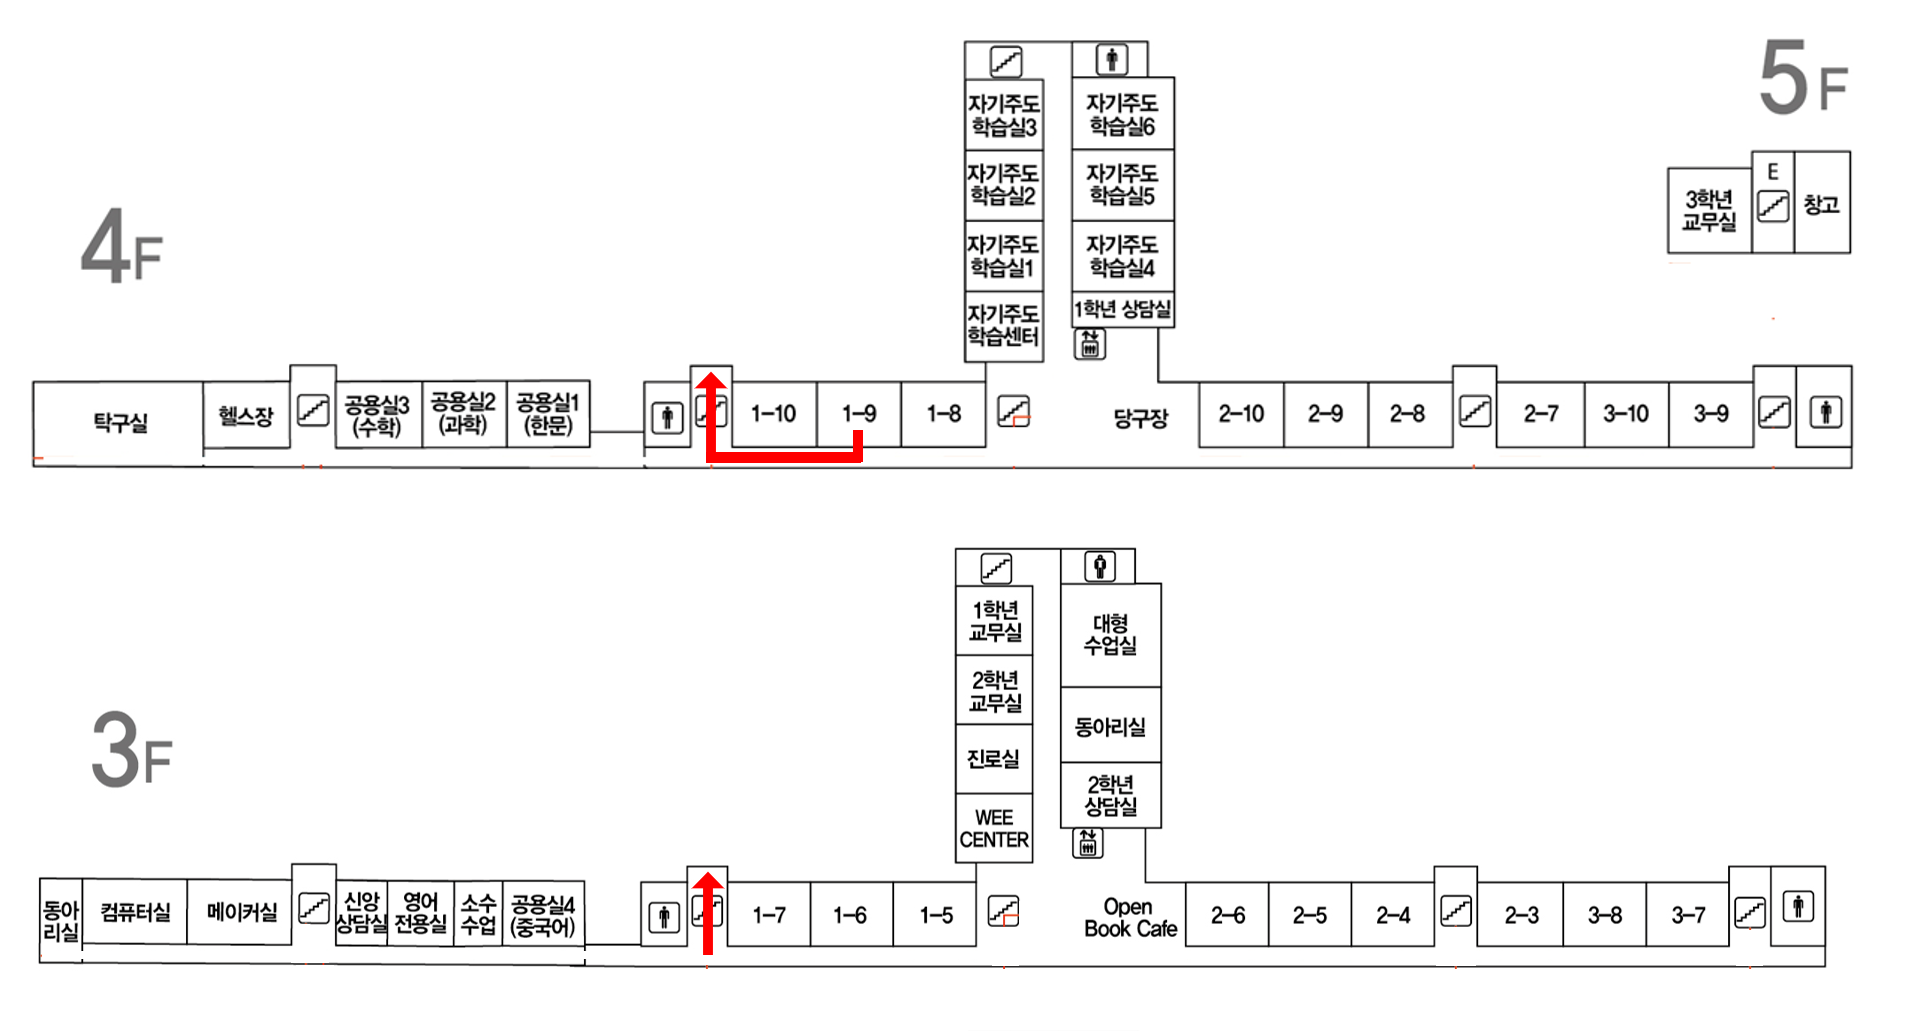 5F
E
3학년
교무실
창고
4F
자기주도
학습실3
자기주도
학습실6
자기주도
학습실2
자기주도
학습실5
자기주도
학습실1
자기주도
학습실4
자기주도
학습센터
1학년 상담실
탁구실
헬스장
공용실3
(수학)
공용실2
(과학)
공용실1
(한문)
1-10
1-9
1-8
당구장
2-10
2-9
2-8
2-7
3-10
3-9
3F
1학년
교무실
대형
수업실
2학년
교무실
동아리실
진로실
2학년
상담실
WEE
CENTER
동아
리실
컴퓨터실
메이커실
신앙
상담실
영어
전용실
소수
수업
공용실4
(중국어)
1-7
1-6
1-5
Open
Book Cafe
2-6
2-5
2-4
2-3
3-8
3-7